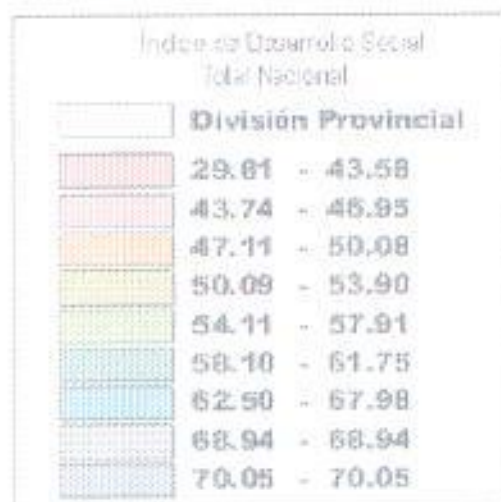 Índice de Desarrollo Social
Total Nacional
División Provincial
29.81 - 43.58
43.74 - 46.95
47.11 - 50.08
50.09 - 53.90
54.11 - 57.91
58.10 - 61.75
62.50 - 67.98
68.94 - 68.94
70.05 - 70.05